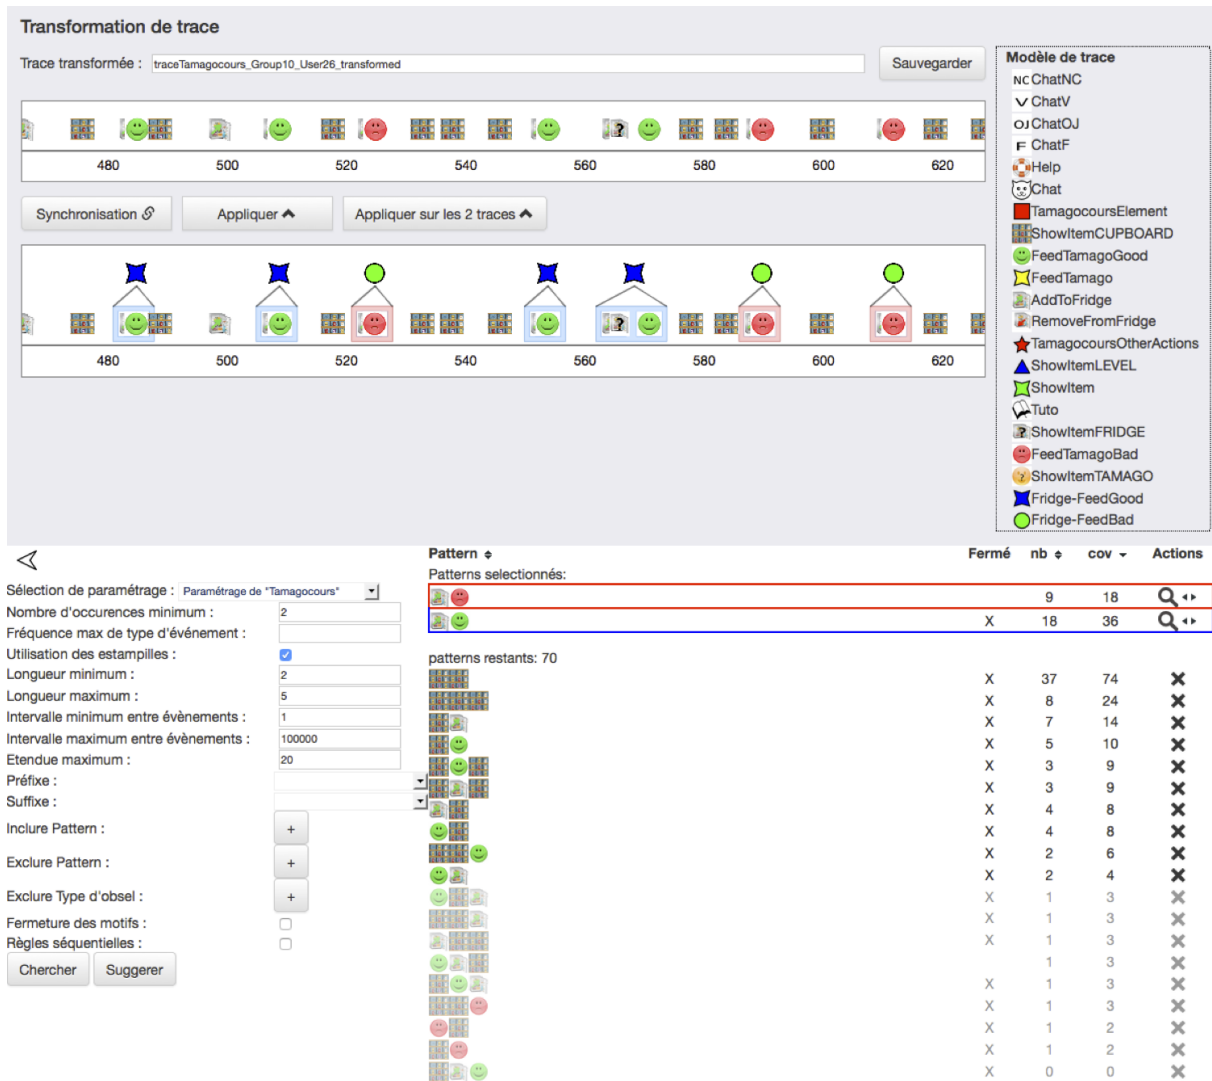 Transformation de trace
Trace transformée : traceTamagocours_Group10_User26_transformed Sauvegarder
480 500 520 540 560 580 600 620
Synchronisation Appliquer Appliquer sur les 2 traces
480 500 520 540 560 580 600 620
Modèle de trace
NC ChatNC
V ChatV
OJ ChatOJ
F ChatF
Help
Chat
TamagocoursElement
ShowItemCUPBOARD
FeedTamagoGood
FeedTamago
AddToFridge
RemoveFromFridge
TamagocoursOtherActions
ShowItemLEVEL
ShowItem
Tuto
ShowItemFRIDGE
FeedTamagoBad
ShowItemTAMAGO
Fridge-FeedGood
Fridge-FeedBad
Sélection de paramétrage : Paramétrage de "Tamagocours"
Nombre d'occurences minimum : 2
Fréquence max de type d'événement :
Utilisation des estampilles :
Longueur minimum : 2
Longueur maximum : 5
Intervalle minimum entre évènements : 1
Intervalle maximum entre évènements : 100000
Etendue maximum : 20
Préfixe :
Suffixe :
Inclure Pattern : +
Exclure Pattern : +
Exclure Type d'obsel : +
Fermeture des motifs :
Règles séquentielles :
Chercher Suggerer
Pattern Fermé nb cov Actions
Patterns selectionnés:
9 18
X 18 36
patterns restants: 70
X 37 74
X 8 24
X 7 14
X 5 10
X 3 9
X 3 9
X 4 8
X 4 8
X 2 6
X 2 4
X 1 3
X 1 3
X 1 3
1 3
X 1 3
X 1 3
X 1 2
X 1 2
X 0 0